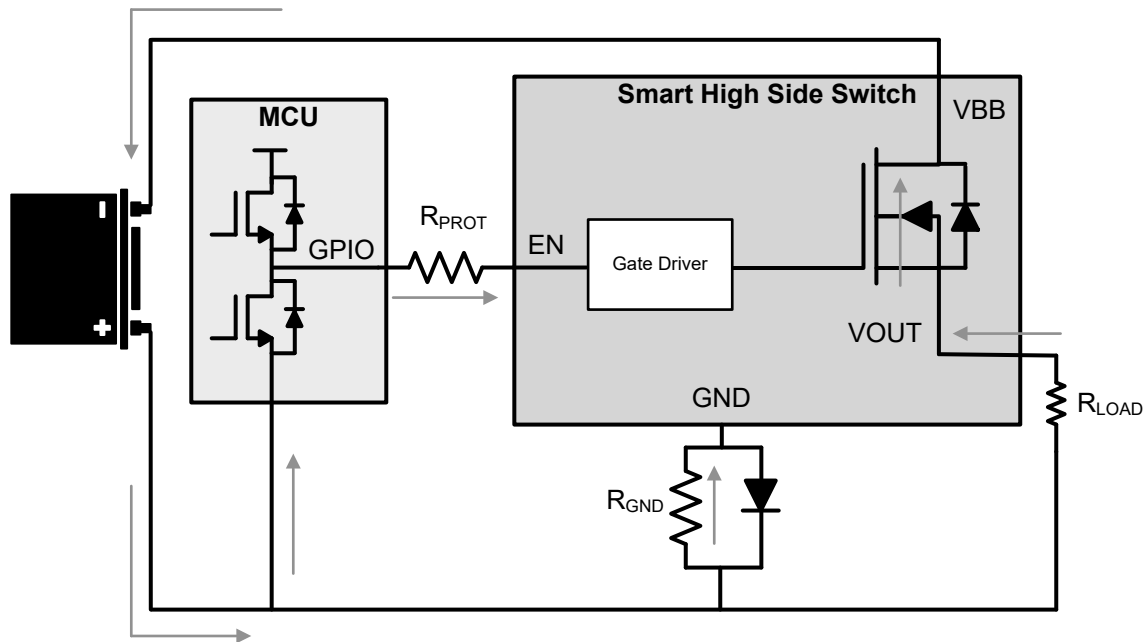 Smart High Side Switch
MCU
VBB
-
R_PROT
GPIO
EN
Gate Driver
+
VOUT
GND
R_LOAD
R_GND